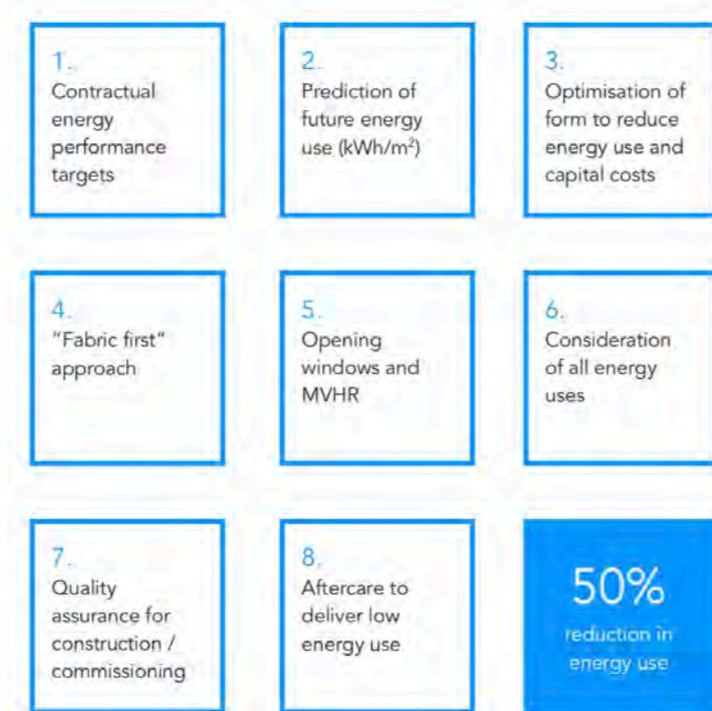 1.
Contractual
energy
performance
targets
2.
Prediction of
future energy
use (kWh/m²)
3.
Optimisation of
form to reduce
energy use and
capital costs
4.
“Fabric first”
approach
5.
Opening
windows and
MVHR
6.
Consideration
of all energy
uses
7.
Quality
assurance for
construction /
commissioning
8.
Aftercare to
deliver low
energy use
50%
reduction in
energy use